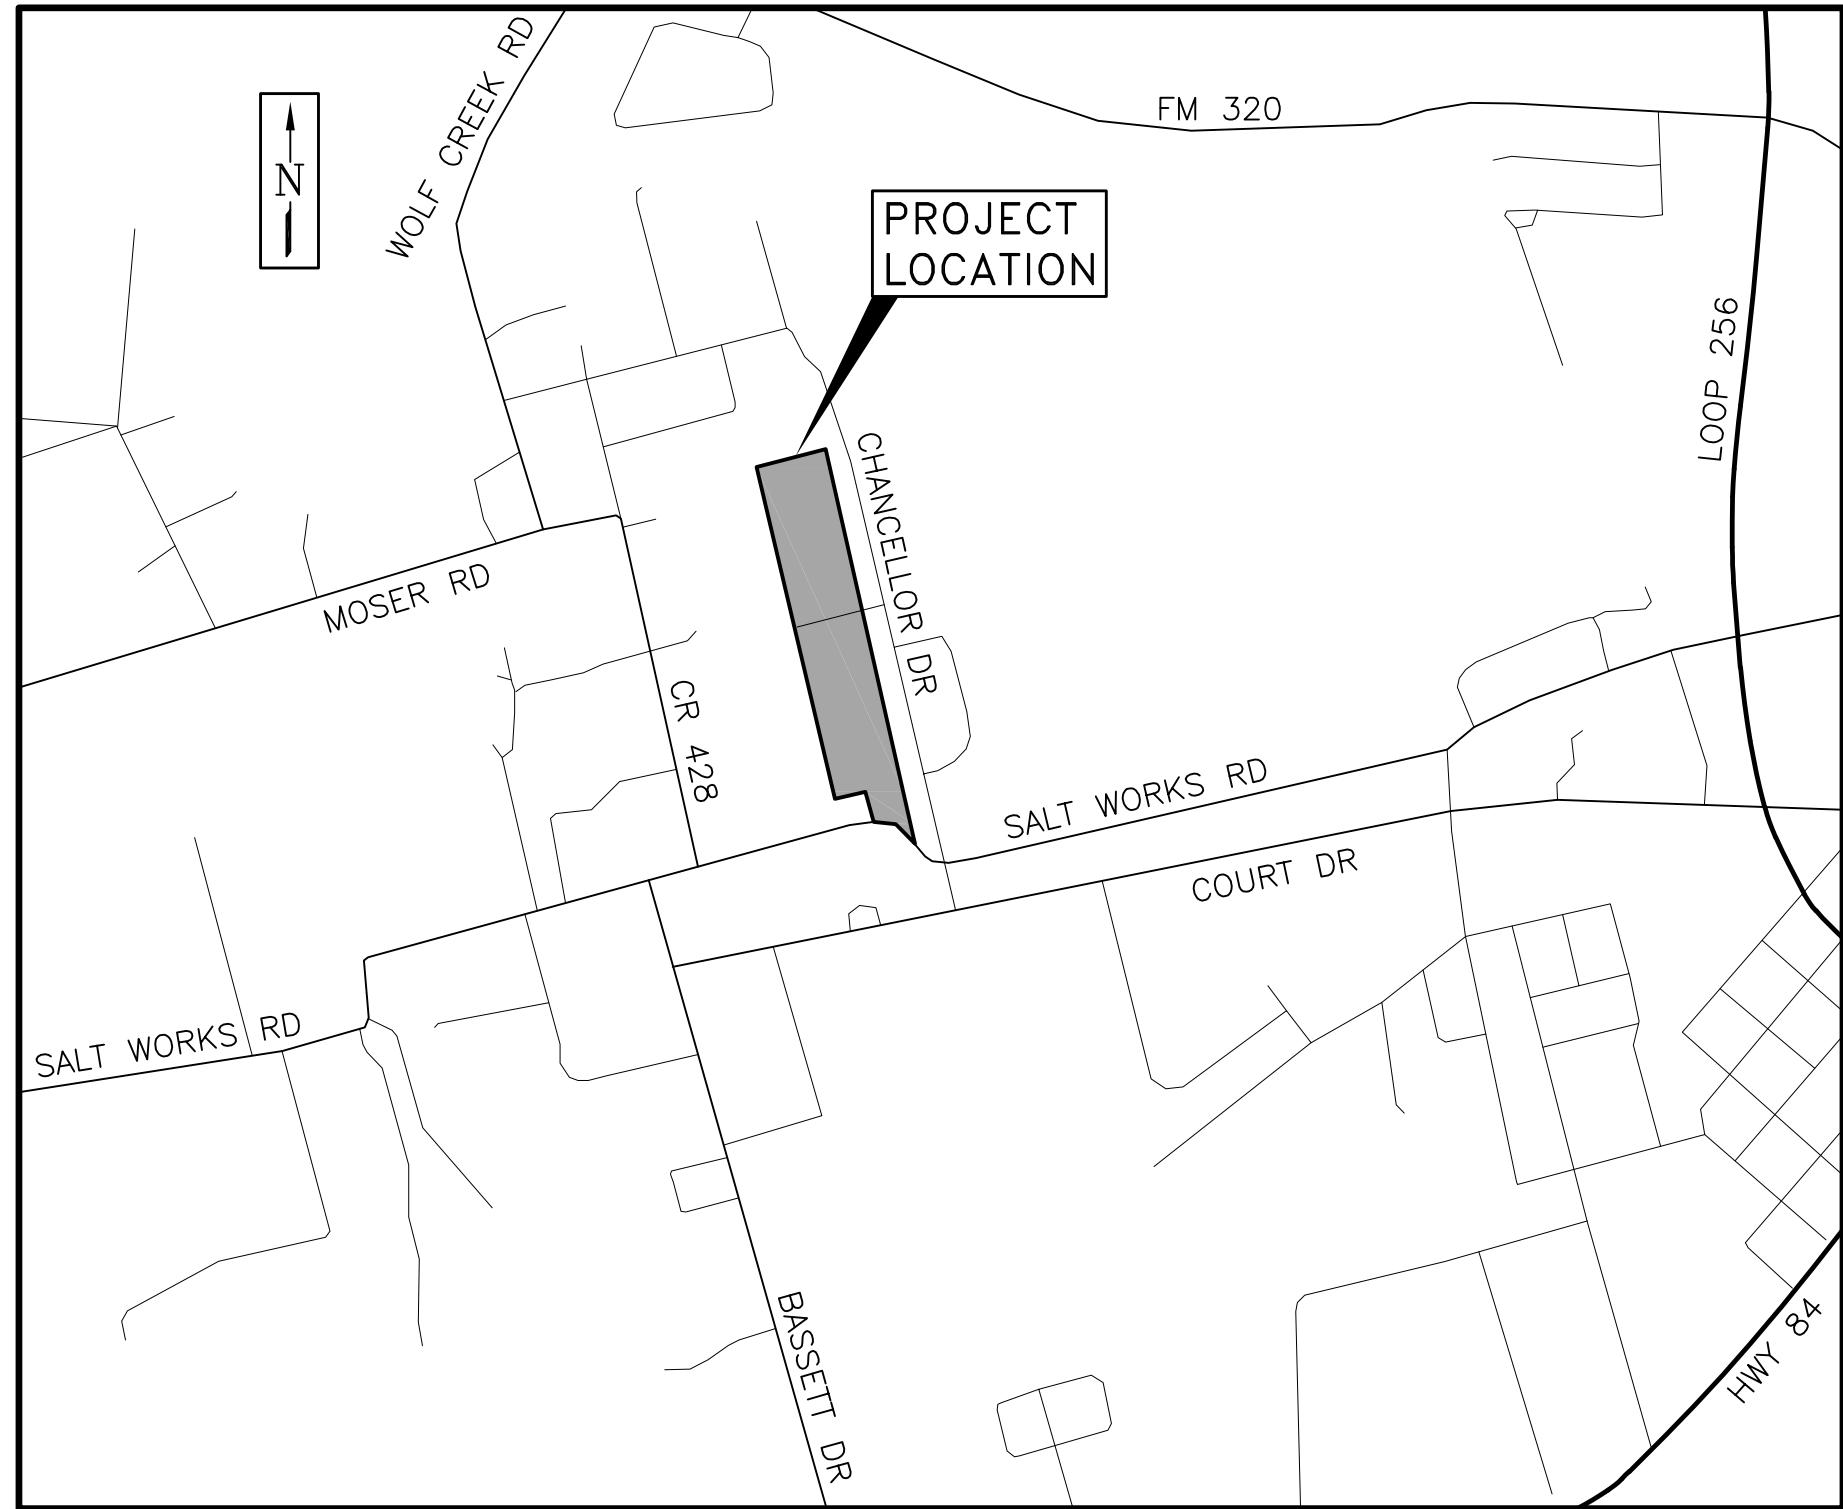 WOLF CREEK RD
FM 320
N
PROJECT
LOCATION
LOOP 256
CHANCELLOR DR
MOSER RD
CR 428
SALT WORKS RD
COURT DR
SALT WORKS RD
BASSETT DR
HWY 84